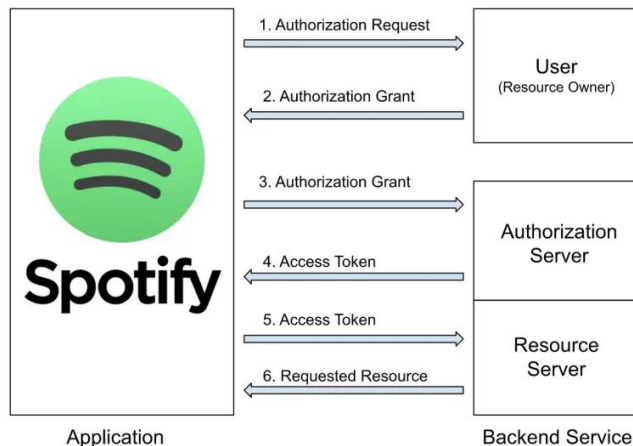 1. Authorization Request
User
(Resource Owner)
2. Authorization Grant
3. Authorization Grant
Authorization
Server
4. Access Token
Spotify
5. Access Token
Resource
Server
6. Requested Resource
Application
Backend Service